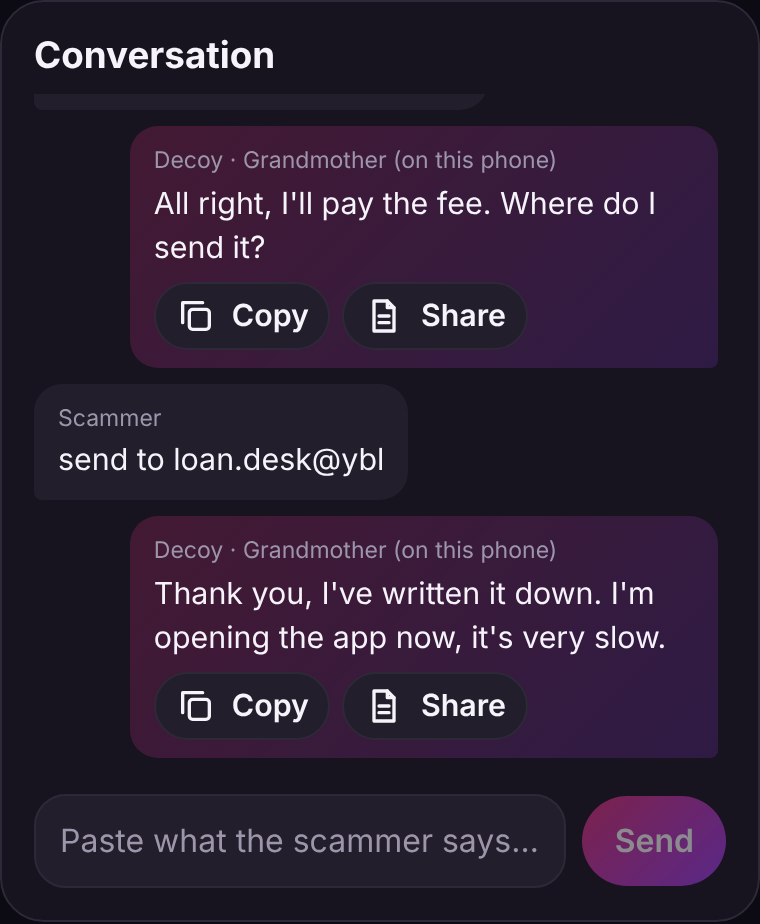 Conversation
Decoy · Grandmother (on this phone)
All right, I'll pay the fee. Where do I
send it?
Copy
Share
Scammer
send to loan.desk@ybl
Decoy · Grandmother (on this phone)
Thank you, I've written it down. I'm
opening the app now, it's very slow.
Copy
Share
Paste what the scammer says...
Send